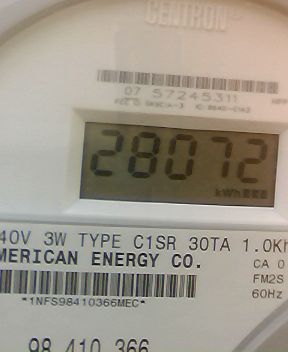 CENTRON
07 57245311
28072
kWh
40V 3W TYPE C1SR 30TA 1.0Kh
MERICAN ENERGY CO.
CA 0
FM2S
60Hz
*1NFS98410366MEC*
98 410 366